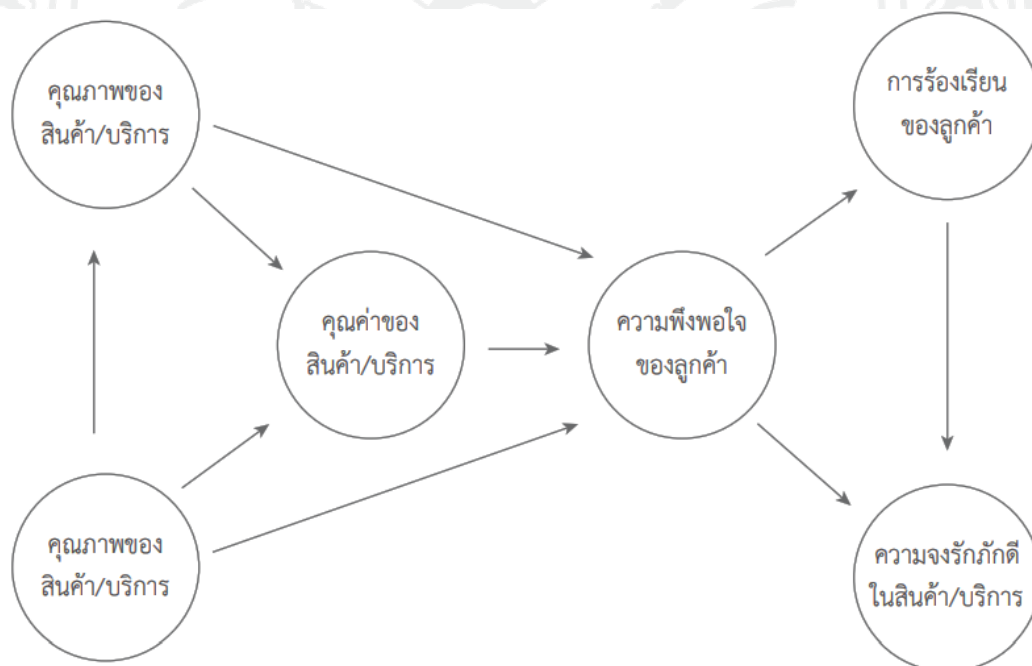 คุณภาพของ
สินค้า/บริการ
การร้องเรียน
ของลูกค้า
คุณค่าของ
สินค้า/บริการ
ความพึงพอใจ
ของลูกค้า
คุณภาพของ
สินค้า/บริการ
ความจงรักภักดี
ในสินค้า/บริการ